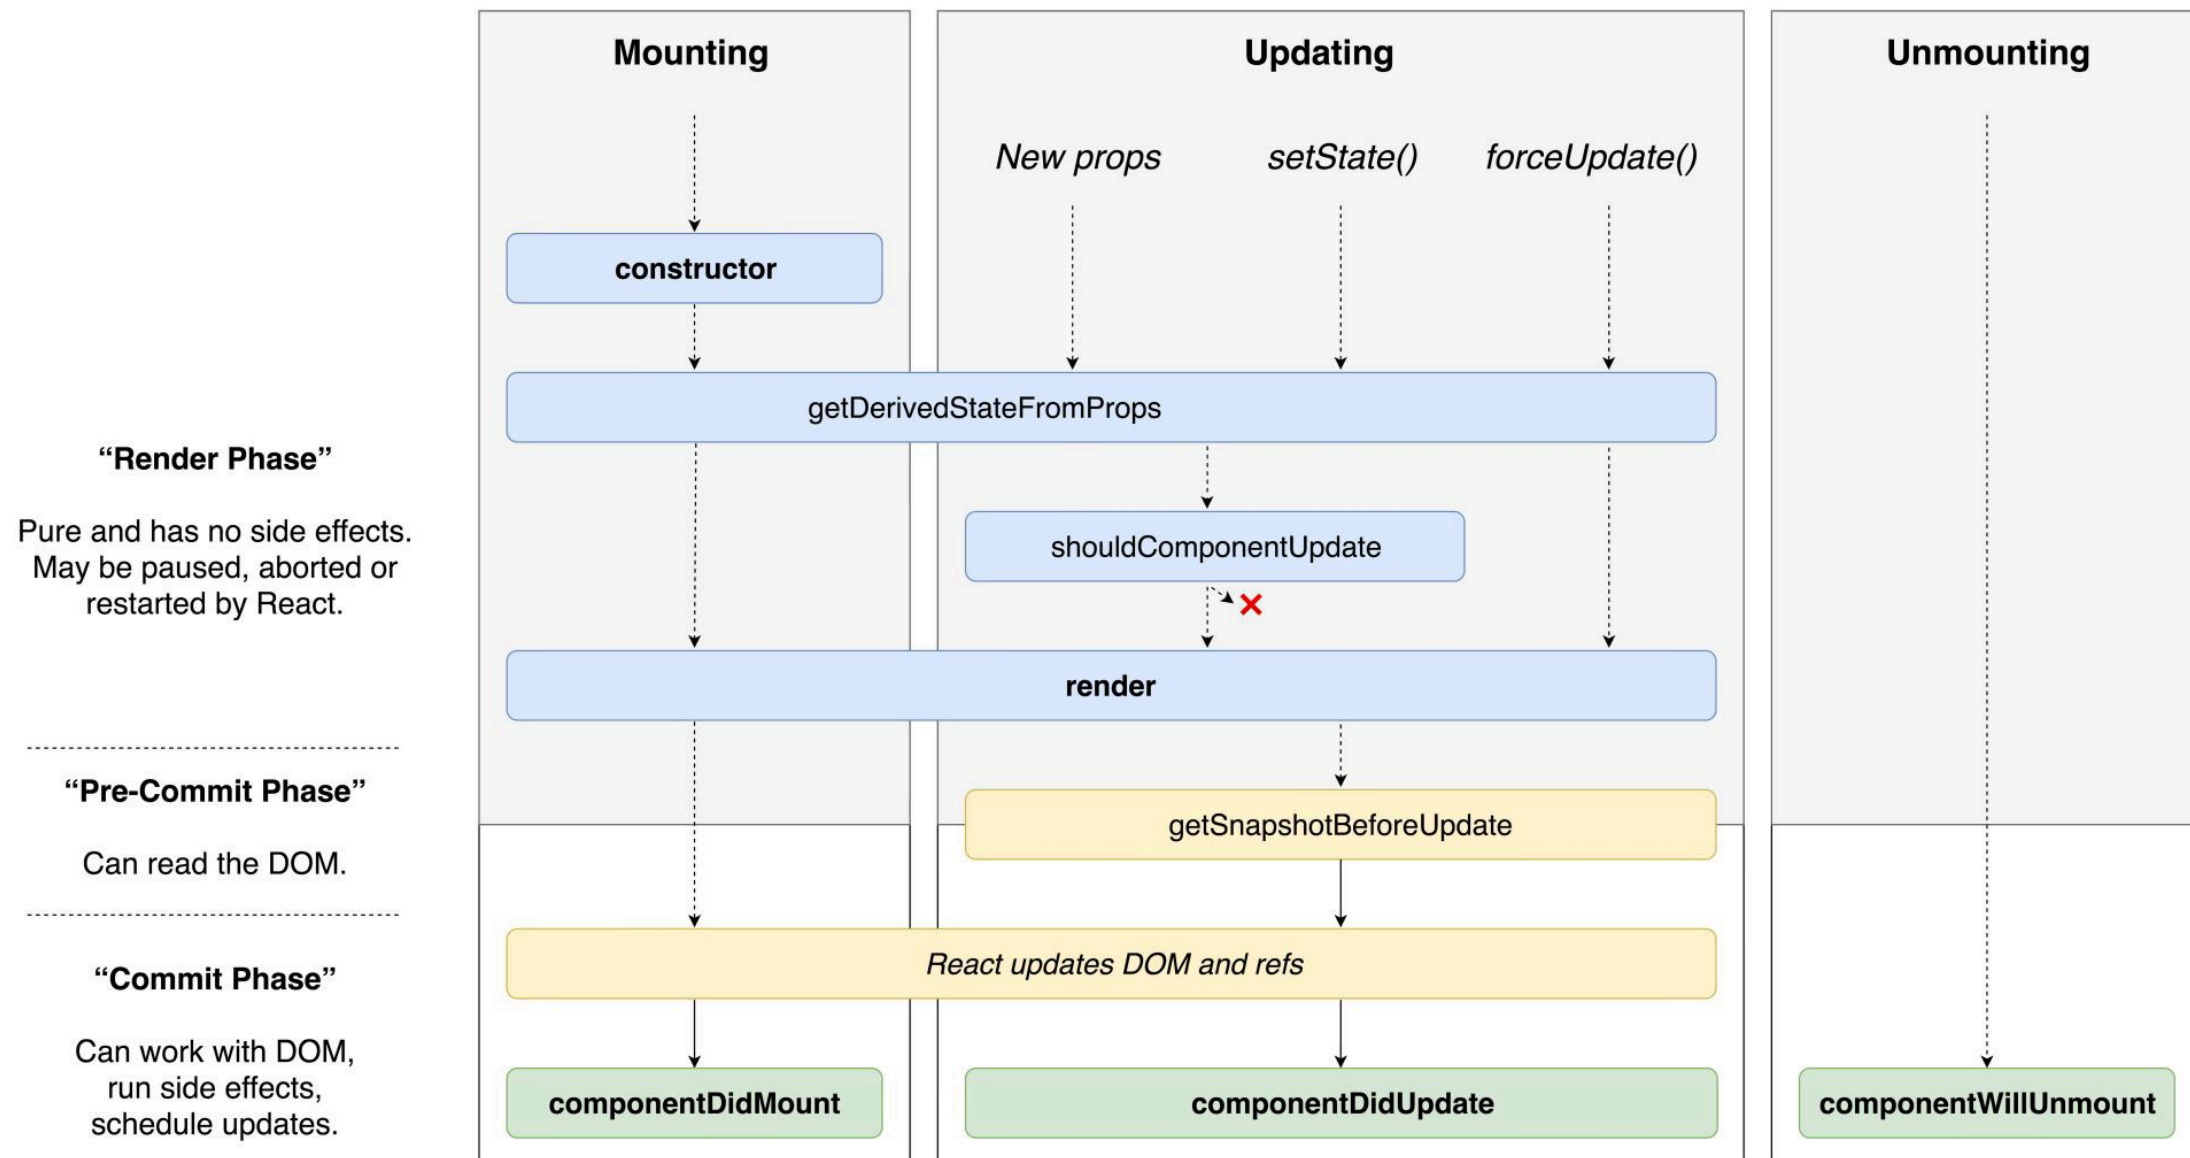 Mounting
Updating
Unmounting
New props
setState()
forceUpdate()
constructor
getDerivedStateFromProps
“Render Phase”
Pure and has no side effects.
May be paused, aborted or
restarted by React.
shouldComponentUpdate
render
“Pre-Commit Phase”
Can read the DOM.
getSnapshotBeforeUpdate
React updates DOM and refs
“Commit Phase”
Can work with DOM,
run side effects,
schedule updates.
componentDidMount
componentDidUpdate
componentWillUnmount